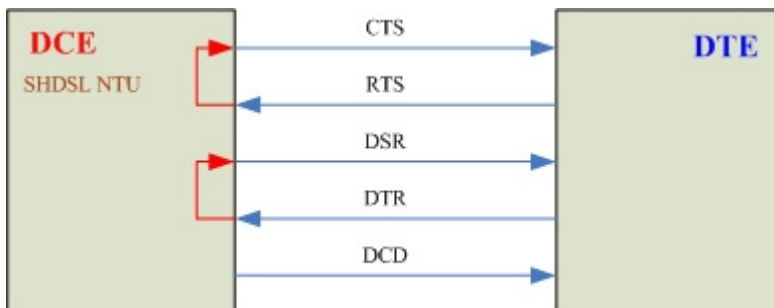 DCE
SHDSL NTU
CTS
RTS
DSR
DTR
DCD
DTE